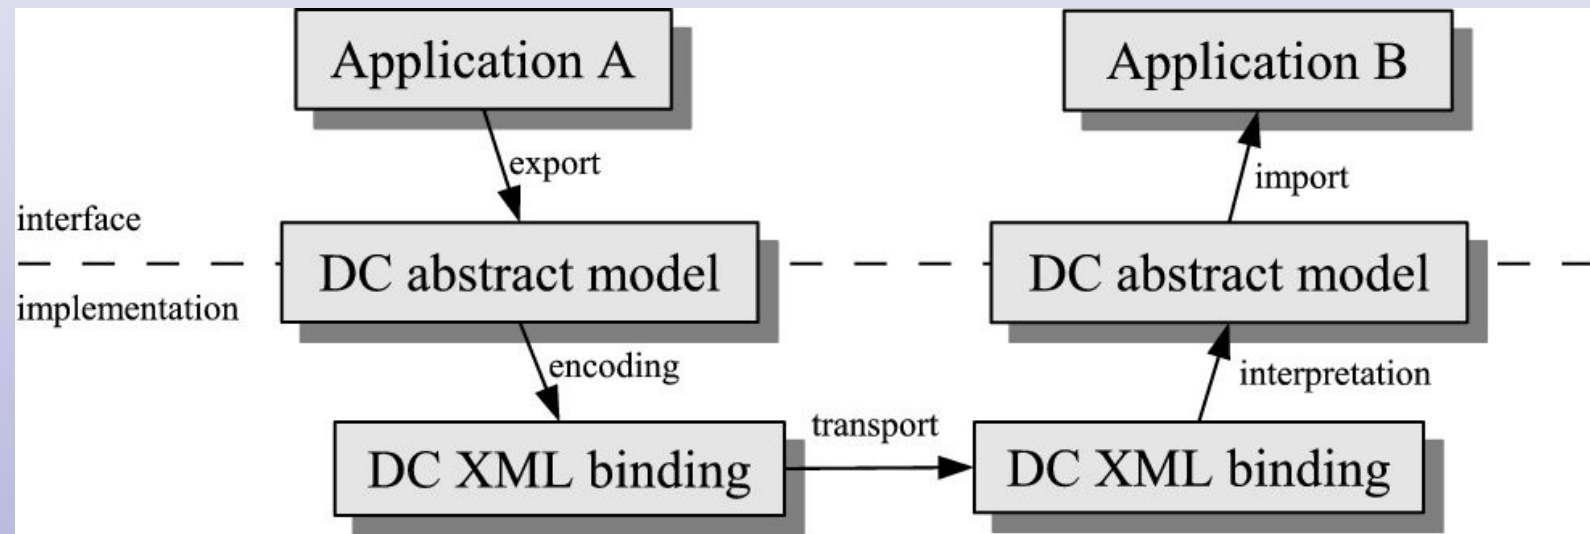 Application A
Application B
export
import
interface
DC abstract model
DC abstract model
implementation
encoding
interpretation
transport
DC XML binding
DC XML binding